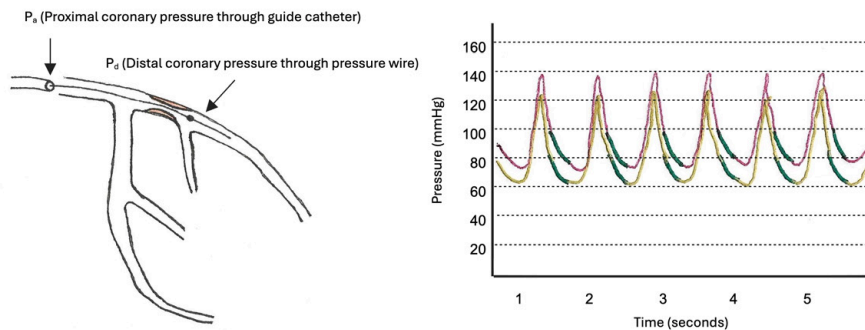 Pa (Proximal coronary pressure through guide catheter)
Pd (Distal coronary pressure through pressure wire)
Pressure (mmHg)
160
140
120
100
80
60
40
20
1 2 3 4 5
Time (seconds)